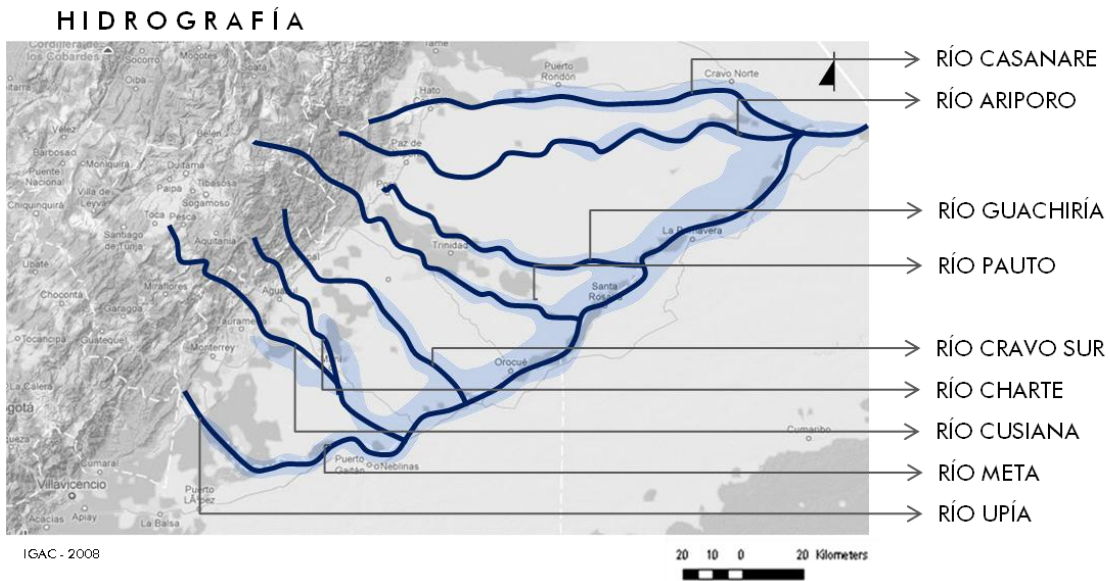 HIDROGRAFÍA
Cordillera de
los Cobardes
Socorro
Mogotes
Oiba
Tame
Puerto
Rondón
Cravo Norte
Hato
RÍO CASANARE
RÍO ARIPORO
Vélez
Belén
Barbosa
Moniquirá
Duitama
Puente
Nacional
Villa de
Leyva
Paipa
Tibasosa
Sogamoso
Chiquinquirá
Toca
Pesca
Paz de
Santiago
de Tunja
Aquitania
Trinidad
La Primavera
RÍO GUACHIRÍA
RÍO PAUTO
Miraflores
Chocontá
Garagoa
Santa
Tauramena
Tocancipa
Guateque
Monterrey
Orocué
RÍO CRAVO SUR
La Calera
RÍO CHARTE
Cumaribo
RÍO CUSIANA
Cumaral
Puerto
Gaitán
Neblinas
RÍO META
Villavicencio
Puerto
Acacias
Apiay
La Balsa
RÍO UPÍA
IGAC - 2008
20 10 0 20 Kilometers